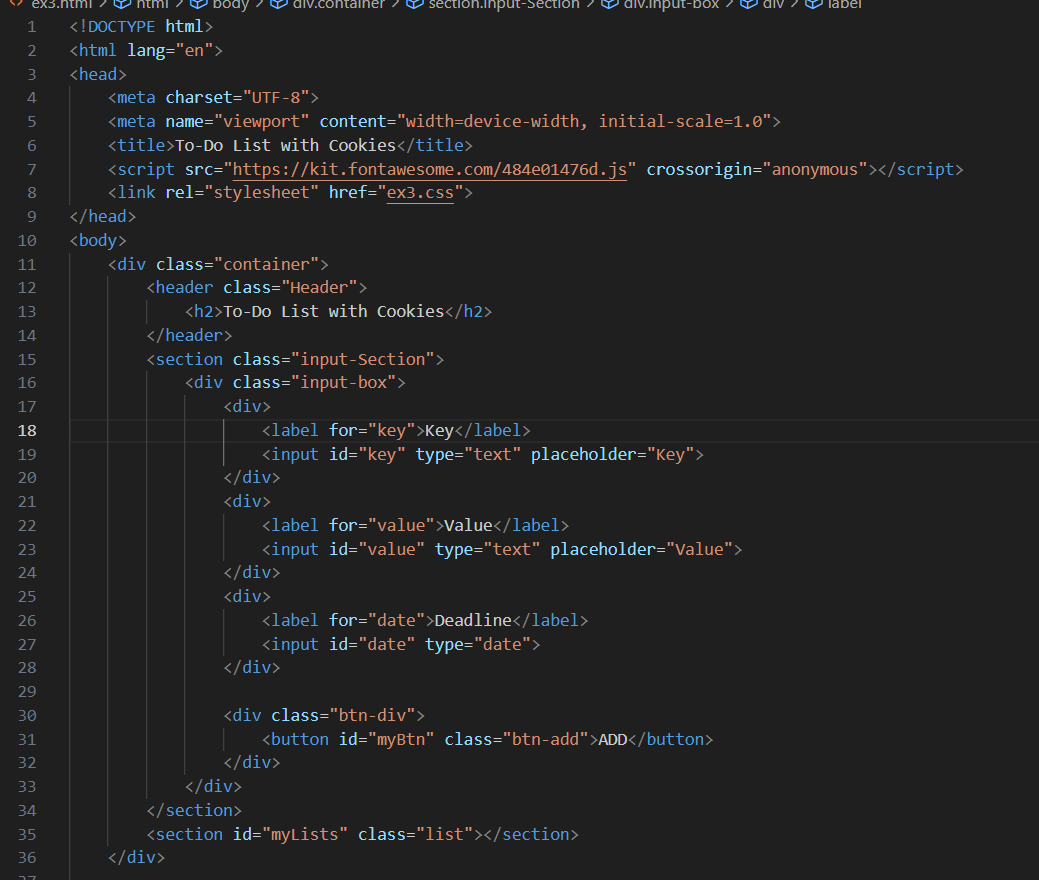 ex3.html > html > body > div.container > section.input-Section > div.input-box > div > label
1 <!DOCTYPE html>
2 <html lang="en">
3 <head>
4 <meta charset="UTF-8">
5 <meta name="viewport" content="width=device-width, initial-scale=1.0">
6 <title>To-Do List with Cookies</title>
7 <script src="https://kit.fontawesome.com/484e01476d.js" crossorigin="anonymous"></script>
8 <link rel="stylesheet" href="ex3.css">
9 </head>
10 <body>
11 <div class="container">
12 <header class="Header">
13 <h2>To-Do List with Cookies</h2>
14 </header>
15 <section class="input-Section">
16 <div class="input-box">
17 <div>
18 <label for="key">Key</label>
19 <input id="key" type="text" placeholder="Key">
20 </div>
21 <div>
22 <label for="value">Value</label>
23 <input id="value" type="text" placeholder="Value">
24 </div>
25 <div>
26 <label for="date">Deadline</label>
27 <input id="date" type="date">
28 </div>
29
30 <div class="btn-div">
31 <button id="myBtn" class="btn-add">ADD</button>
32 </div>
33 </div>
34 </section>
35 <section id="myLists" class="list"></section>
36 </div>
37